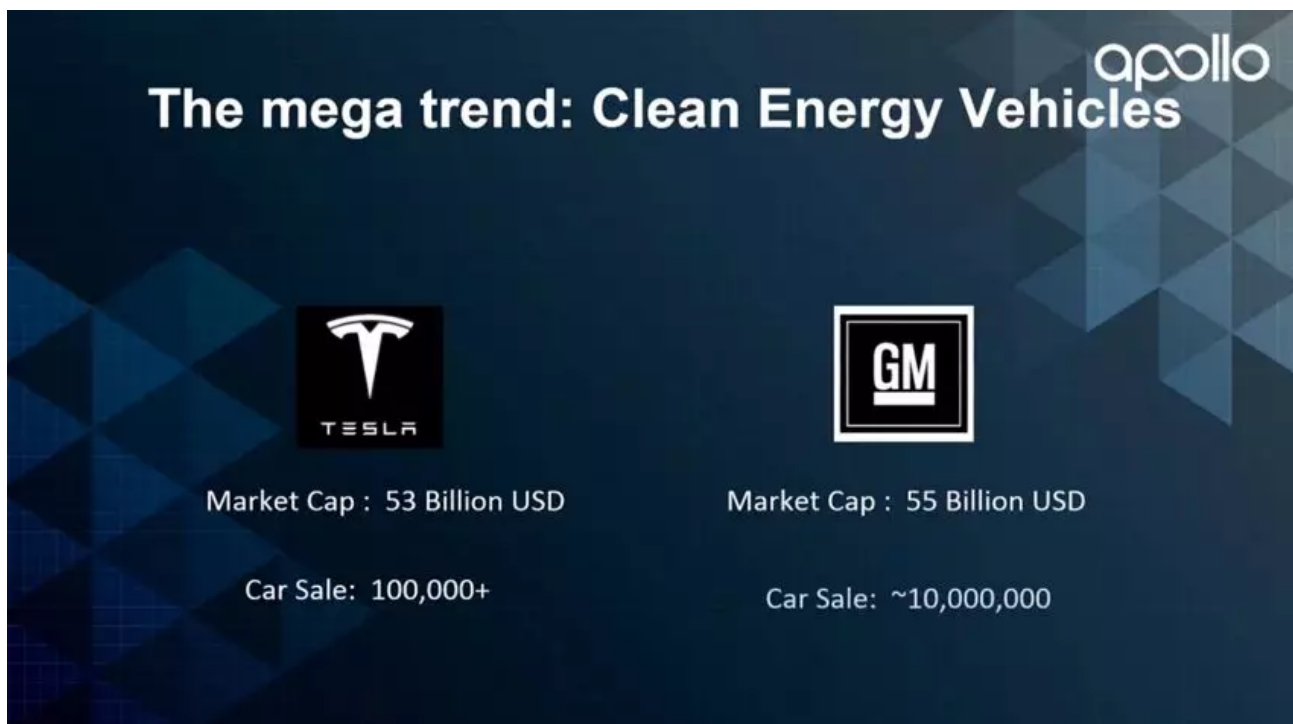 apollo
The mega trend: Clean Energy Vehicles
TESLA
GM
Market Cap : 53 Billion USD
Market Cap : 55 Billion USD
Car Sale: 100,000+
Car Sale: ~10,000,000